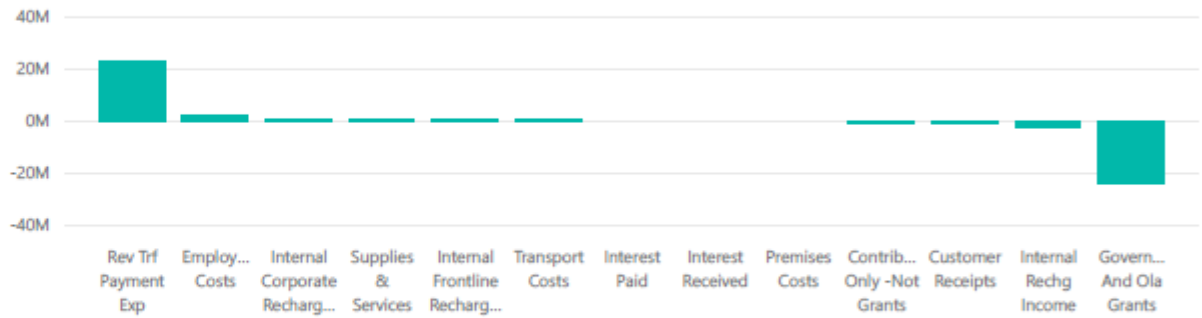 40M
20M
0M
-20M
-40M
Rev Trf
Payment
Exp
Employ...
Costs
Internal
Corporate
Recharg...
Supplies
&
Services
Internal
Frontline
Recharg...
Transport
Costs
Interest
Paid
Interest
Received
Premises
Costs
Contrib...
Only -Not
Grants
Customer
Receipts
Internal
Rechg
Income
Govern...
And Ola
Grants